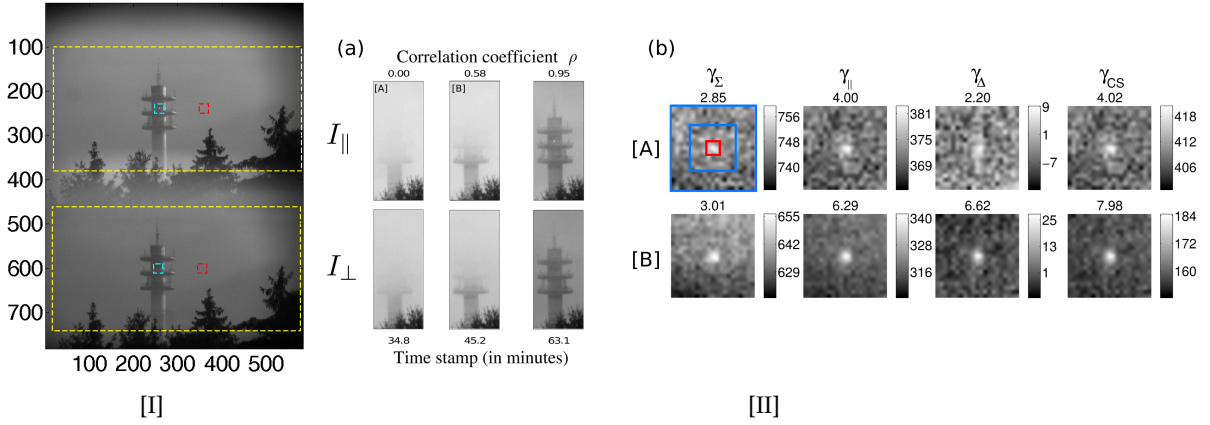 100
200
300
400
500
600
700
100 200 300 400 500
[I]
(a)
Correlation coefficient ρ
0.00 0.58 0.95
[A] [B]
I∥
I⊥
34.8 45.2 63.1
Time stamp (in minutes)
(b)
γΣ γ∥ γΔ γCS
2.85 4.00 2.20 4.02
[A]
756 381 9 418
748 375 1 412
740 369 −7 406
3.01 6.29 6.62 7.98
[B]
655 340 25 184
642 328 13 172
629 316 1 160
[II]